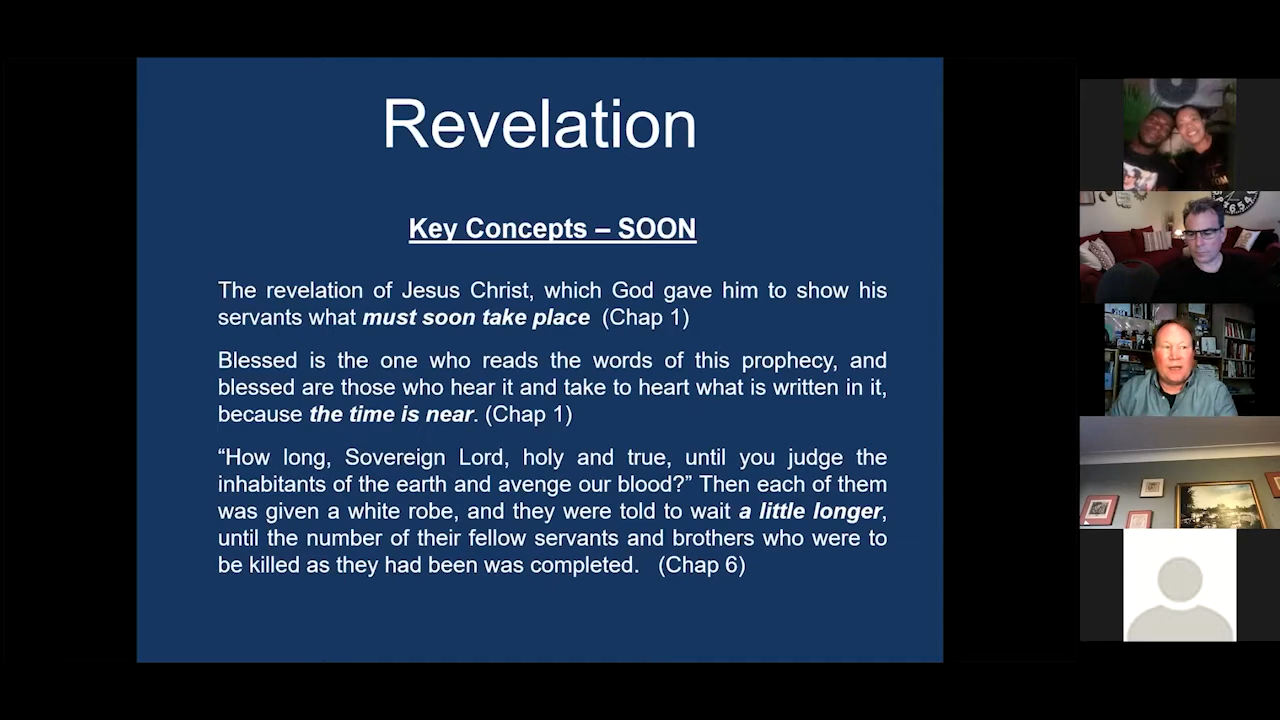 Revelation
Key Concepts – SOON
The revelation of Jesus Christ, which God gave him to show his
servants what must soon take place (Chap 1)
Blessed is the one who reads the words of this prophecy, and
blessed are those who hear it and take to heart what is written in it,
because the time is near. (Chap 1)
“How long, Sovereign Lord, holy and true, until you judge the
inhabitants of the earth and avenge our blood?” Then each of them
was given a white robe, and they were told to wait a little longer,
until the number of their fellow servants and brothers who were to
be killed as they had been was completed. (Chap 6)